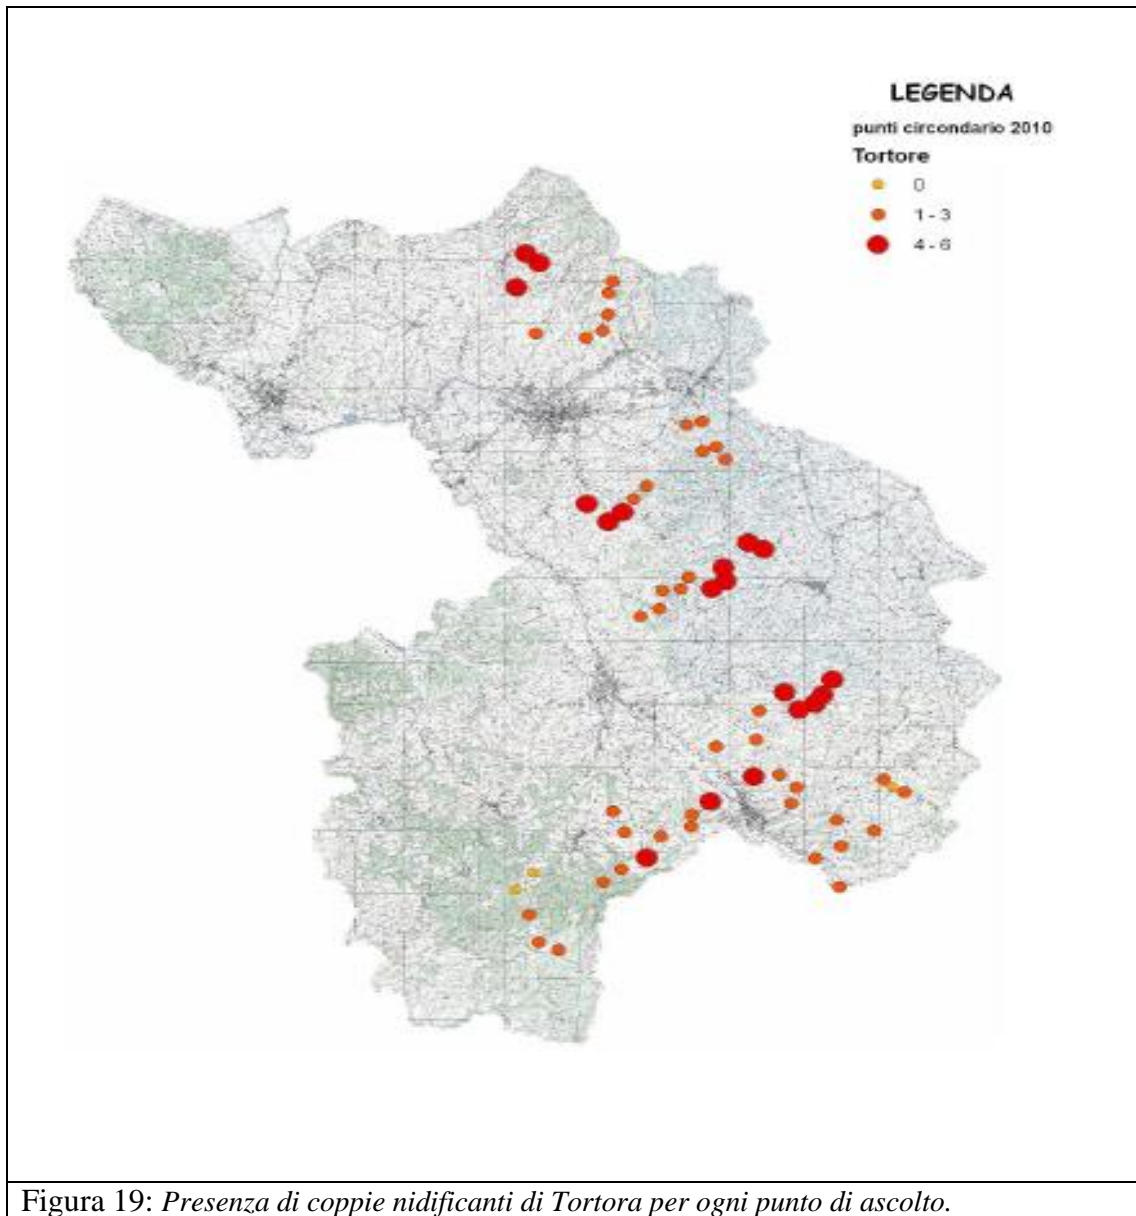 LEGENDA
punti circondario 2010
Tortore
0
1 - 3
4 - 6
Figura 19: Presenza di coppie nidificanti di Tortora per ogni punto di ascolto.